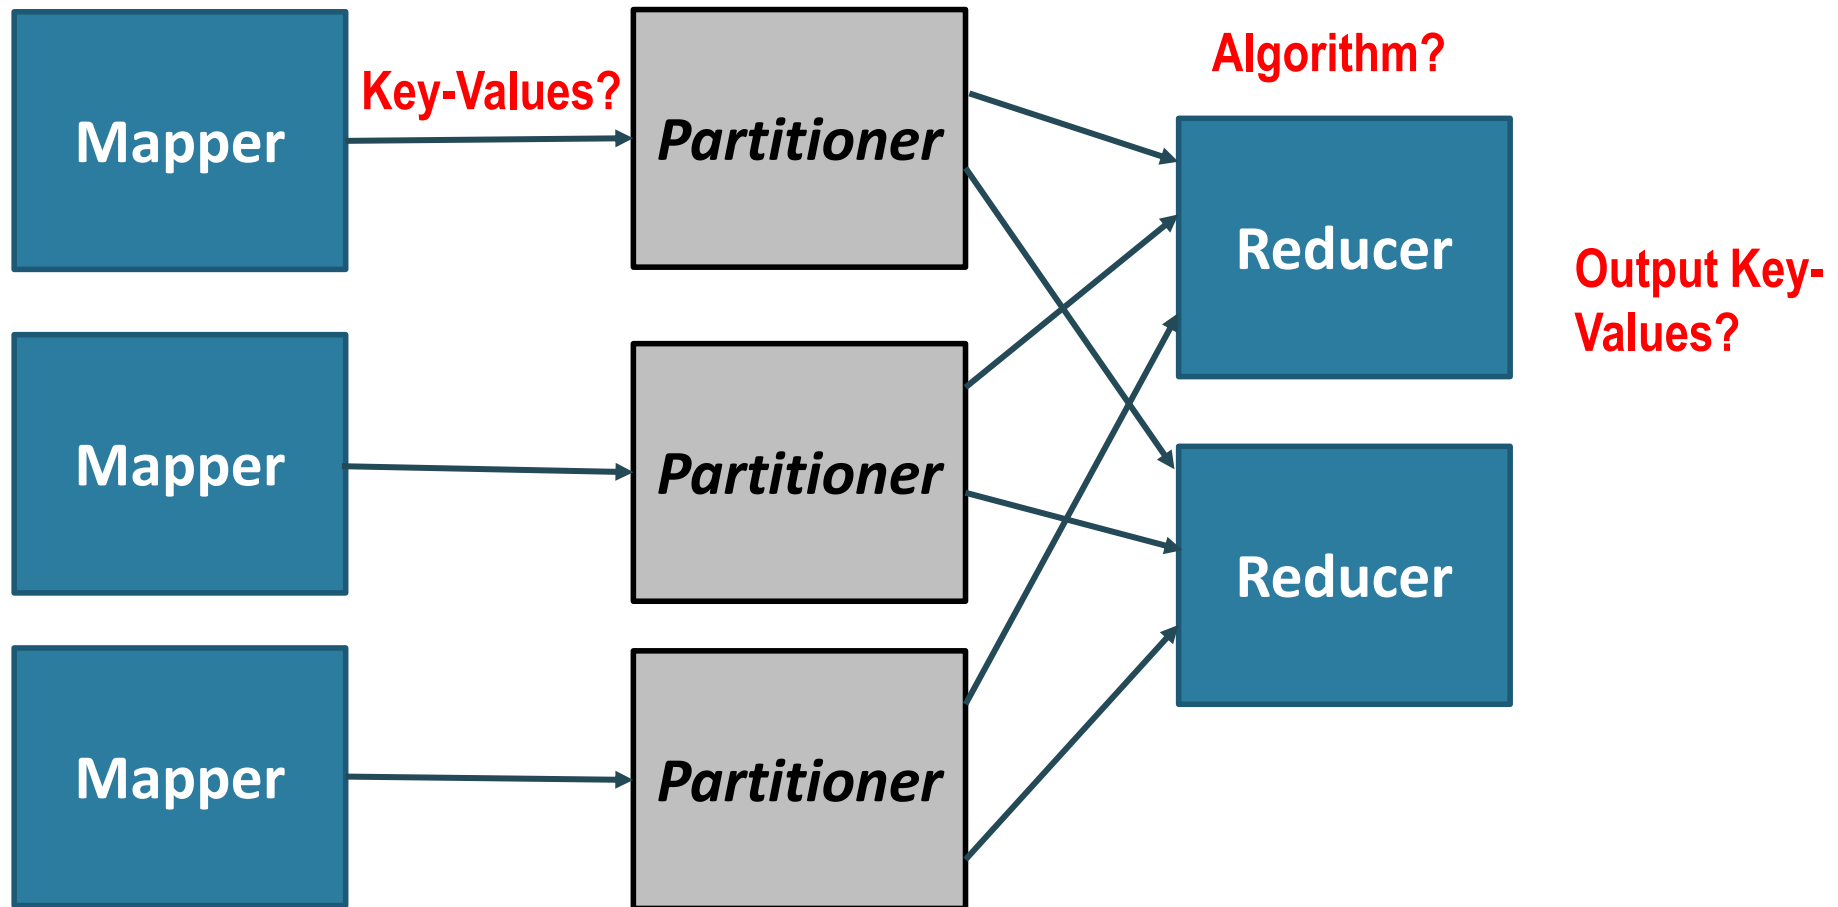 Mapper
Key-Values?
Partitioner
Algorithm?
Reducer
Output Key-
Values?
Mapper
Partitioner
Reducer
Mapper
Partitioner